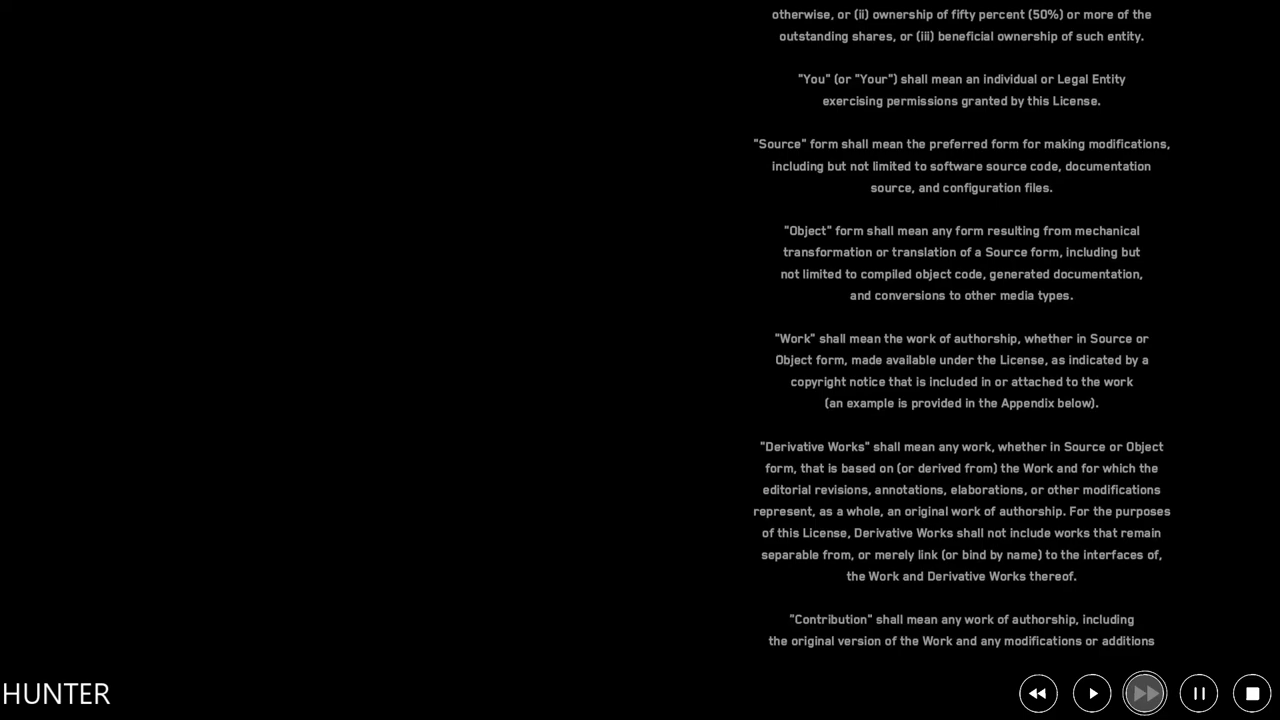 otherwise, or (ii) ownership of fifty percent (50%) or more of the
outstanding shares, or (iii) beneficial ownership of such entity.
"You" (or "Your") shall mean an individual or Legal Entity
exercising permissions granted by this License.
"Source" form shall mean the preferred form for making modifications,
including but not limited to software source code, documentation
source, and configuration files.
"Object" form shall mean any form resulting from mechanical
transformation or translation of a Source form, including but
not limited to compiled object code, generated documentation,
and conversions to other media types.
"Work" shall mean the work of authorship, whether in Source or
Object form, made available under the License, as indicated by a
copyright notice that is included in or attached to the work
(an example is provided in the Appendix below).
"Derivative Works" shall mean any work, whether in Source or Object
form, that is based on (or derived from) the Work and for which the
editorial revisions, annotations, elaborations, or other modifications
represent, as a whole, an original work of authorship. For the purposes
of this License, Derivative Works shall not include works that remain
separable from, or merely link (or bind by name) to the interfaces of,
the Work and Derivative Works thereof.
"Contribution" shall mean any work of authorship, including
the original version of the Work and any modifications or additions
HUNTER